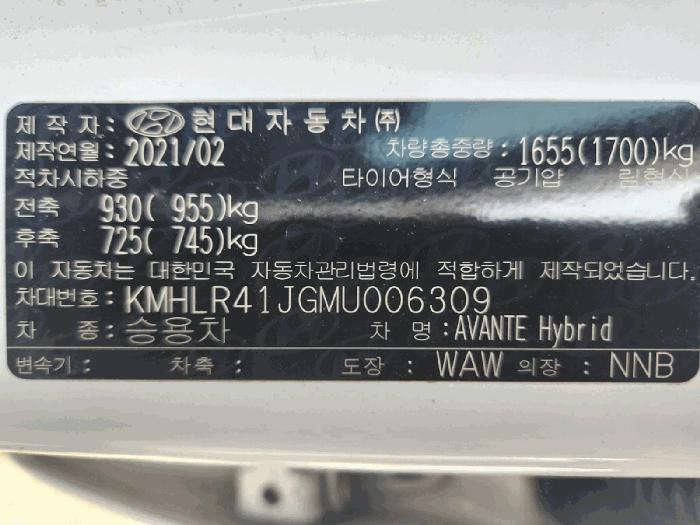 제 작 자 : 현대자동차㈜
제작연월 : 2021/02 차량총중량 : 1655(1700)kg
적차시하중 타이어형식 공기압 림형식
전축 930( 955)kg
후축 725( 745)kg
이 자동차는 대한민국 자동차관리법령에 적합하게 제작되었습니다.
차대번호 : KMHLR41JGMU006309
차 종 : 승용차 차 명 : AVANTE Hybrid
변속기 : 차축 : 도장 : WAW 의장 : NNB